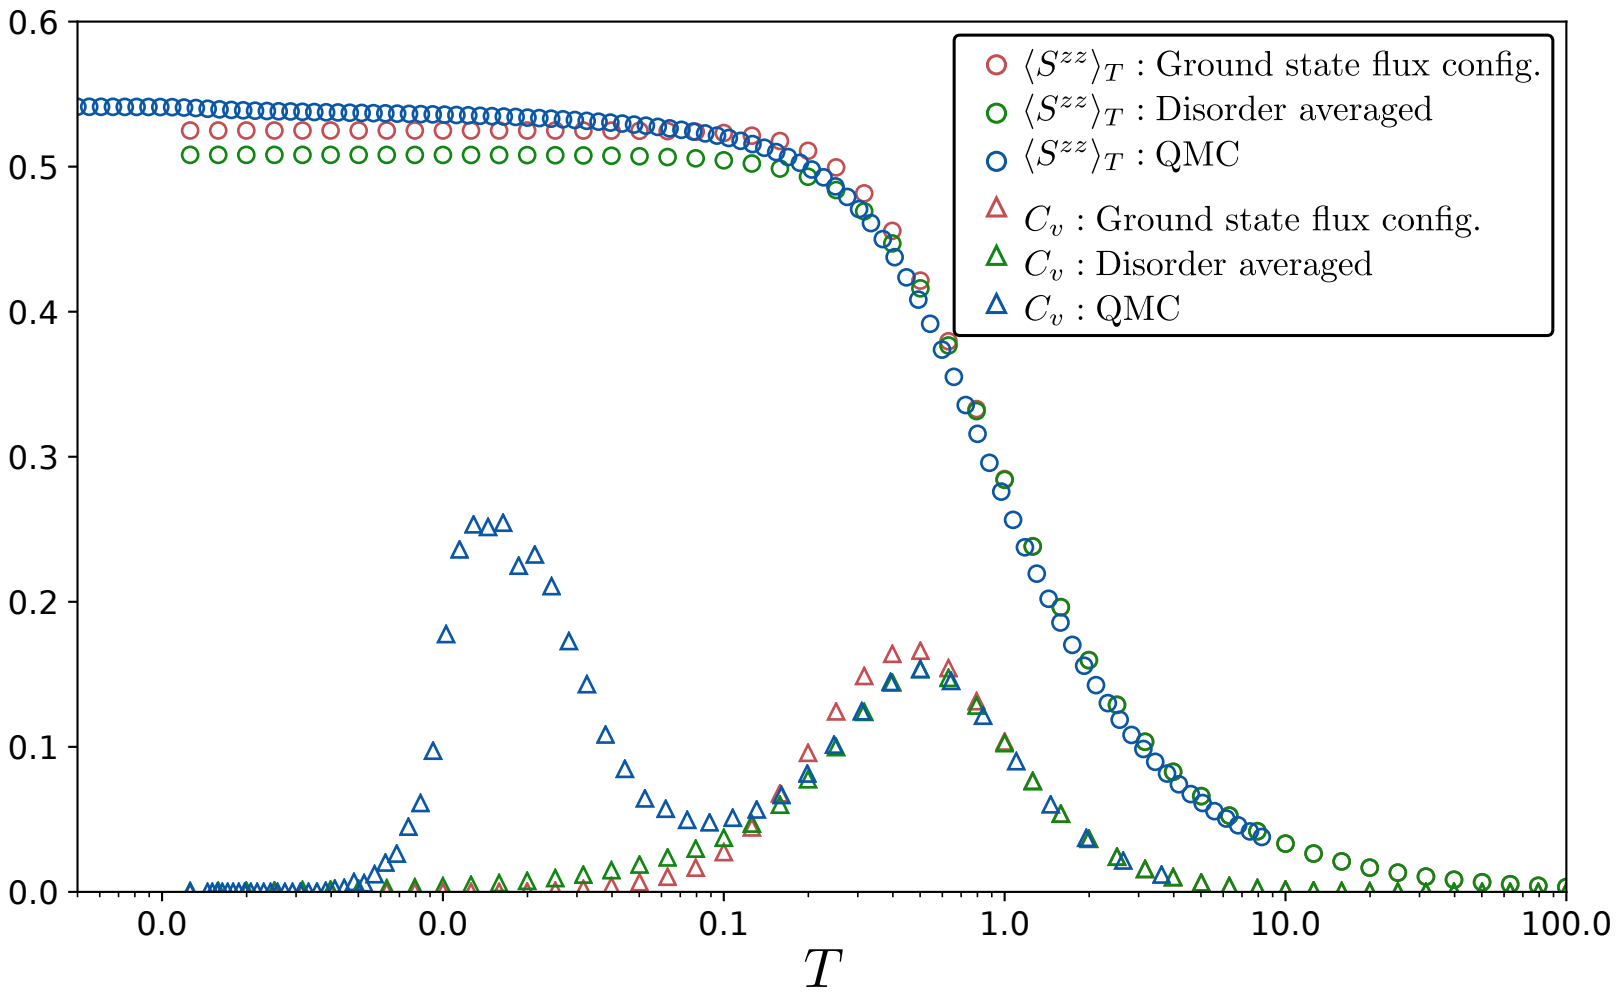 0.6
0.5
0.4
0.3
0.2
0.1
0.0
⟨S^{zz}⟩_T : Ground state flux config.
⟨S^{zz}⟩_T : Disorder averaged
⟨S^{zz}⟩_T : QMC
C_v : Ground state flux config.
C_v : Disorder averaged
C_v : QMC
0.0 0.0 0.1 1.0 10.0 100.0
T